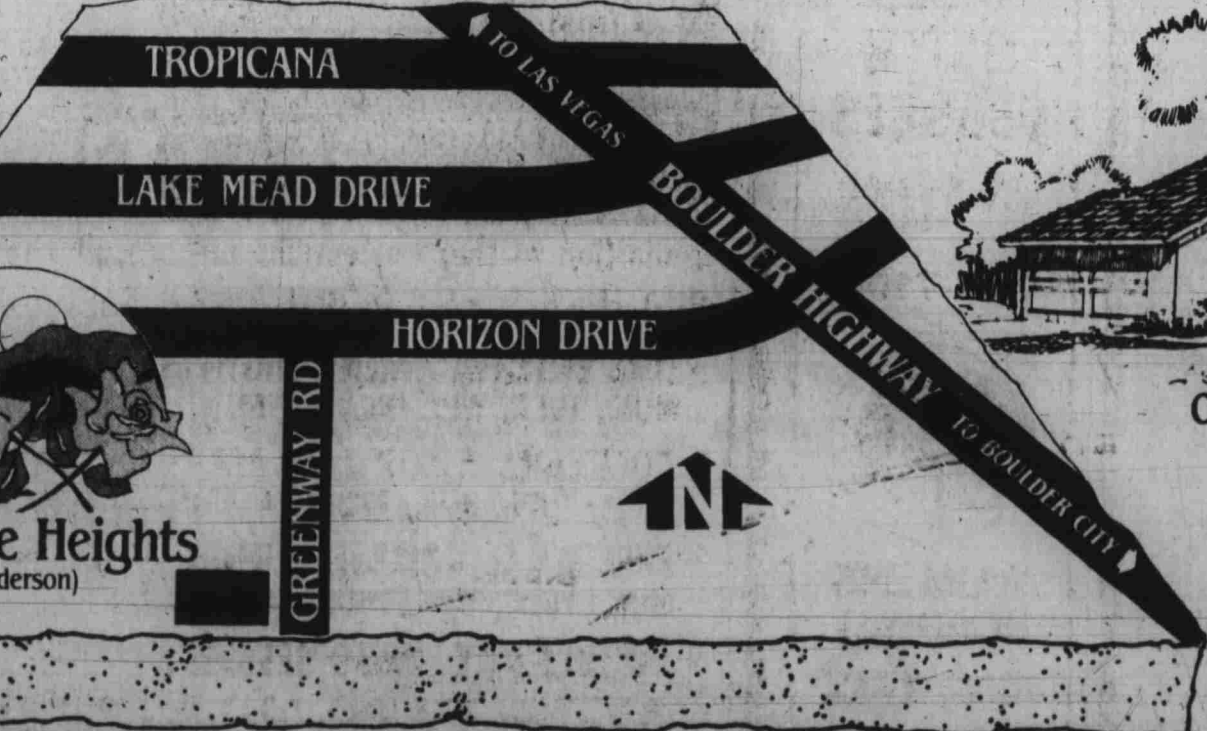 TO LAS VEGAS
TROPICANA
LAKE MEAD DRIVE
BOULDER HIGHWAY
HORIZON DRIVE
GREENWAY RD
TO BOULDER CITY
N
e Heights
derson)